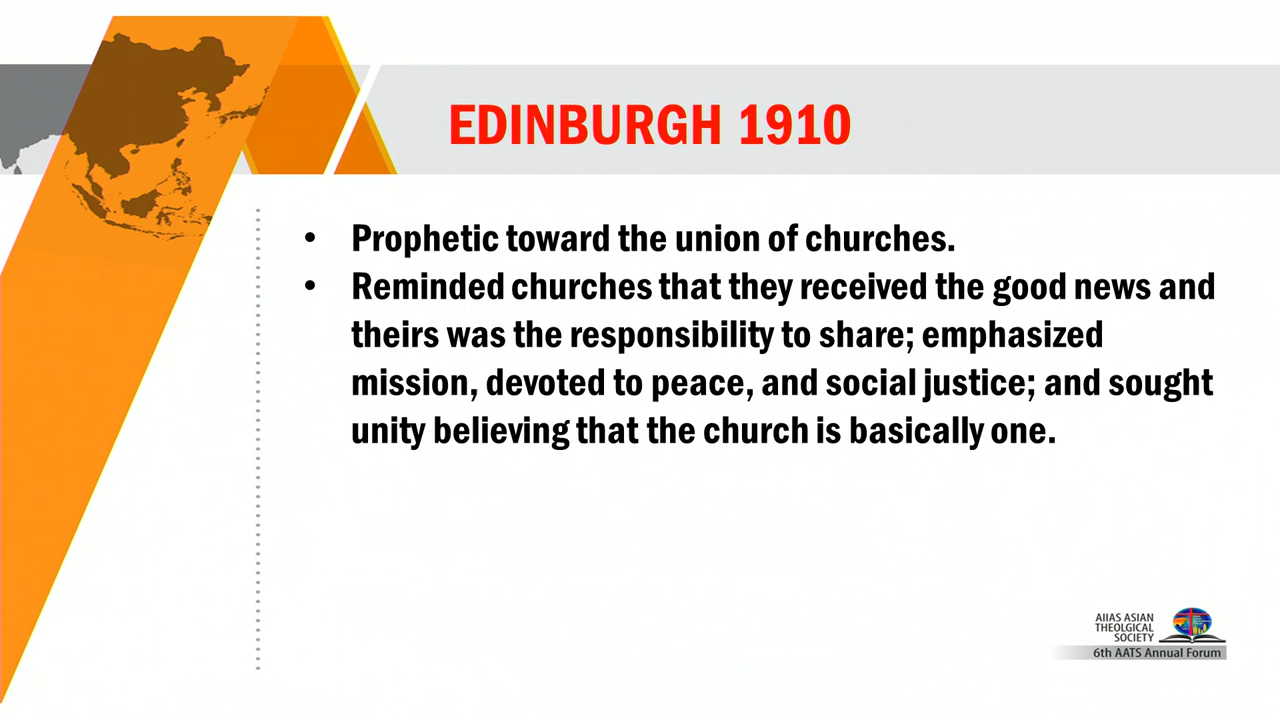 EDINBURGH 1910
• Prophetic toward the union of churches.
• Reminded churches that they received the good news and
theirs was the responsibility to share; emphasized
mission, devoted to peace, and social justice; and sought
unity believing that the church is basically one.
AIIAS ASIAN
THEOLGICAL
SOCIETY
6th AATS Annual Forum